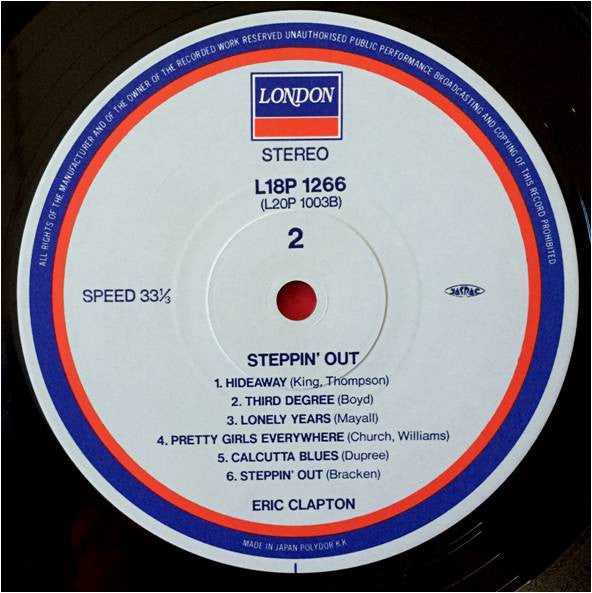 ALL RIGHTS OF THE MANUFACTURER AND OF THE OWNER OF THE RECORDED WORK RESERVED UNAUTHORISED PUBLIC PERFORMANCE BROADCASTING AND COPYING OF THIS RECORD PROHIBITED
LONDON
STEREO
L18P 1266
(L20P 1003B)
2
SPEED 33⅓
JASRAC
STEPPIN' OUT
1. HIDEAWAY (King, Thompson)
2. THIRD DEGREE (Boyd)
3. LONELY YEARS (Mayall)
4. PRETTY GIRLS EVERYWHERE (Church, Williams)
5. CALCUTTA BLUES (Dupree)
6. STEPPIN' OUT (Bracken)
ERIC CLAPTON
MADE IN JAPAN POLYDOR K.K.